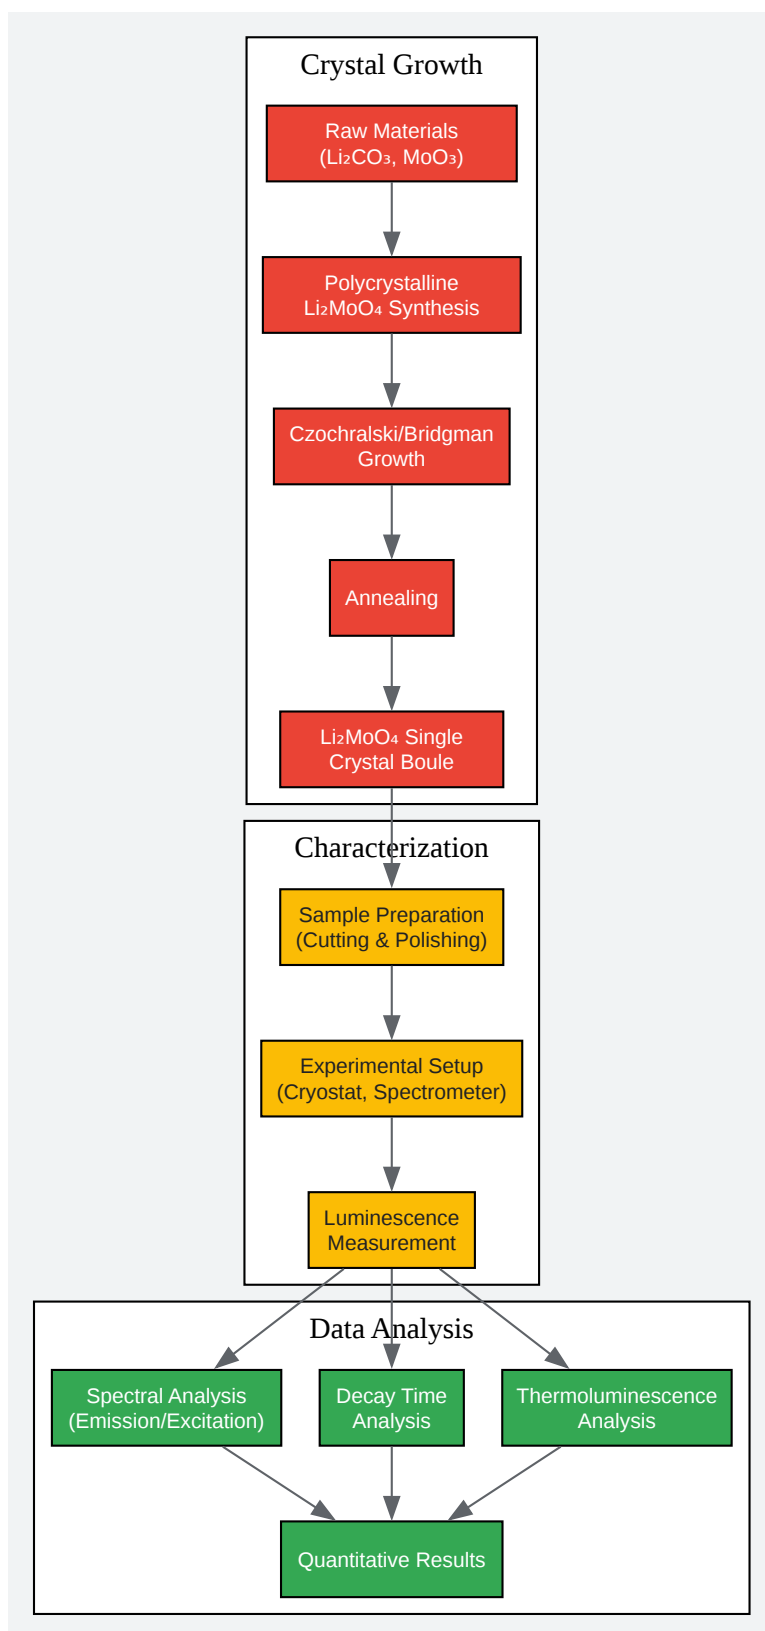 Crystal Growth
Raw Materials
(Li₂CO₃, MoO₃)
Polycrystalline
Li₂MoO₄ Synthesis
Czochralski/Bridgman
Growth
Annealing
Li₂MoO₄ Single
Crystal Boule
Characterization
Sample Preparation
(Cutting & Polishing)
Experimental Setup
(Cryostat, Spectrometer)
Luminescence
Measurement
Data Analysis
Spectral Analysis
(Emission/Excitation)
Decay Time
Analysis
Thermoluminescence
Analysis
Quantitative Results